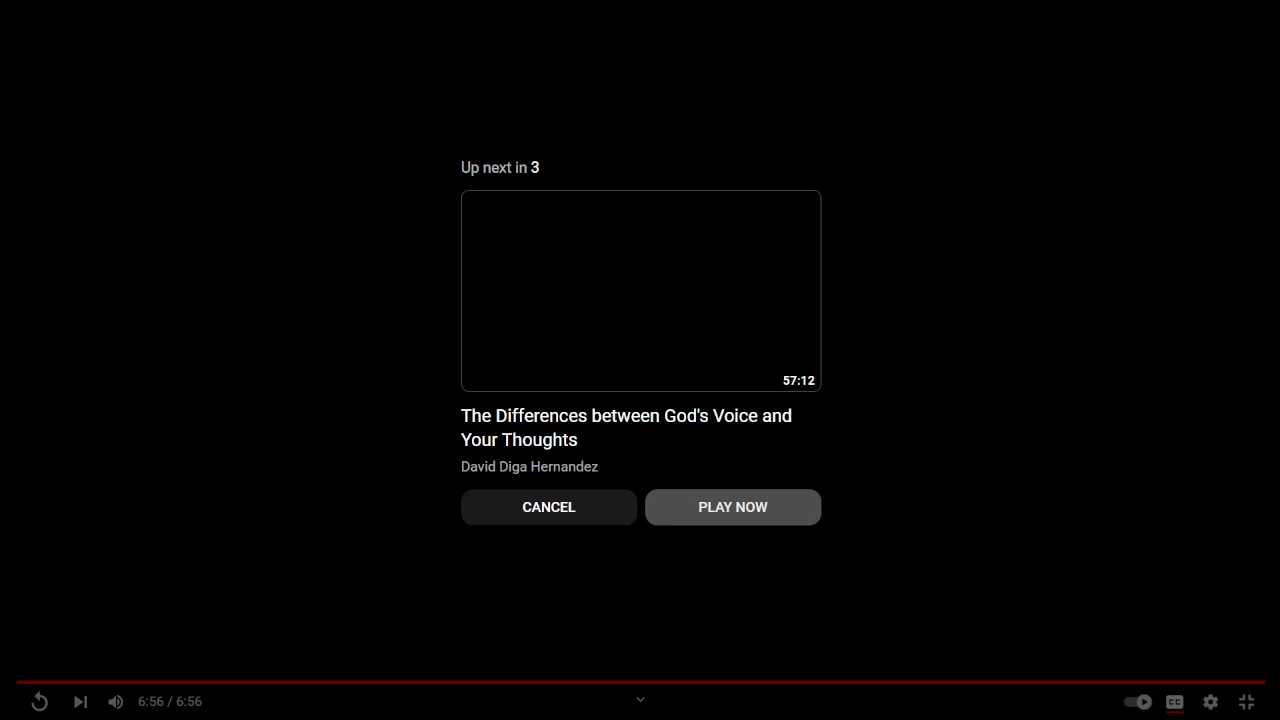 Up next in 3
57:12
The Differences between God's Voice and
Your Thoughts
David Diga Hernandez
CANCEL
PLAY NOW
6:56 / 6:56
CC